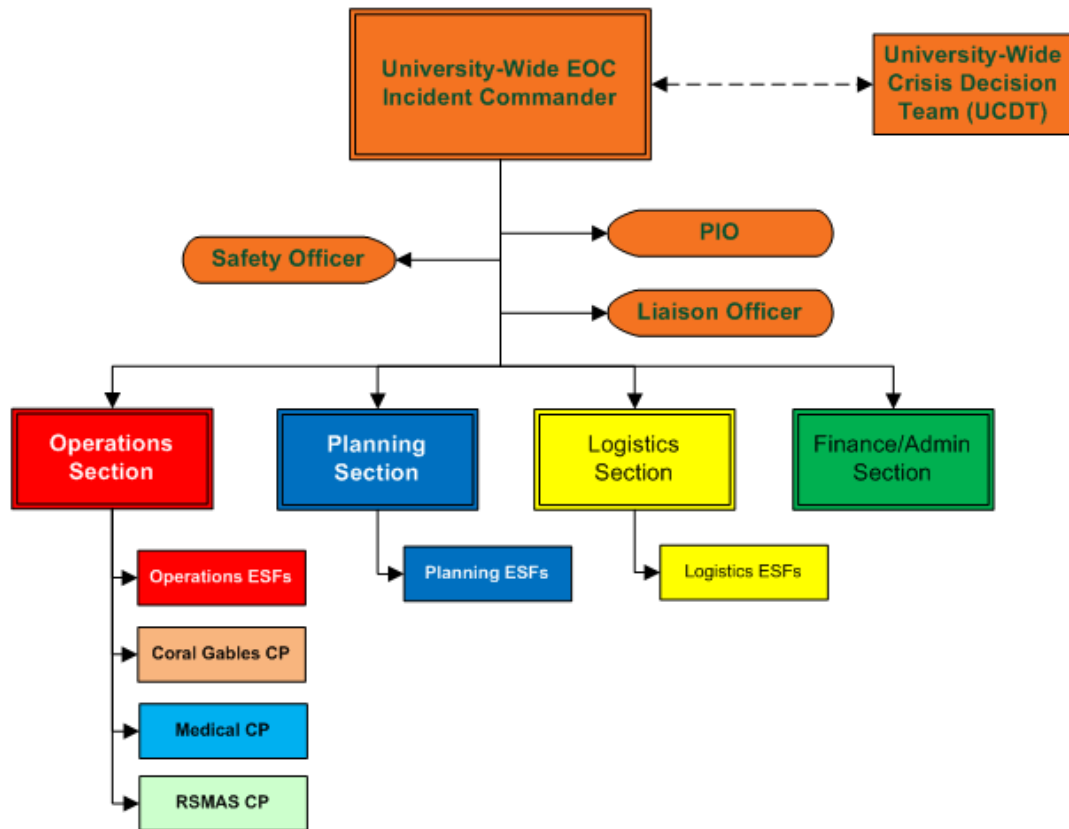 University-Wide EOC
Incident Commander
University-Wide
Crisis Decision
Team (UCDT)
PIO
Safety Officer
Liaison Officer
Operations
Section
Planning
Section
Logistics
Section
Finance/Admin
Section
Operations ESFs
Planning ESFs
Logistics ESFs
Coral Gables CP
Medical CP
RSMAS CP